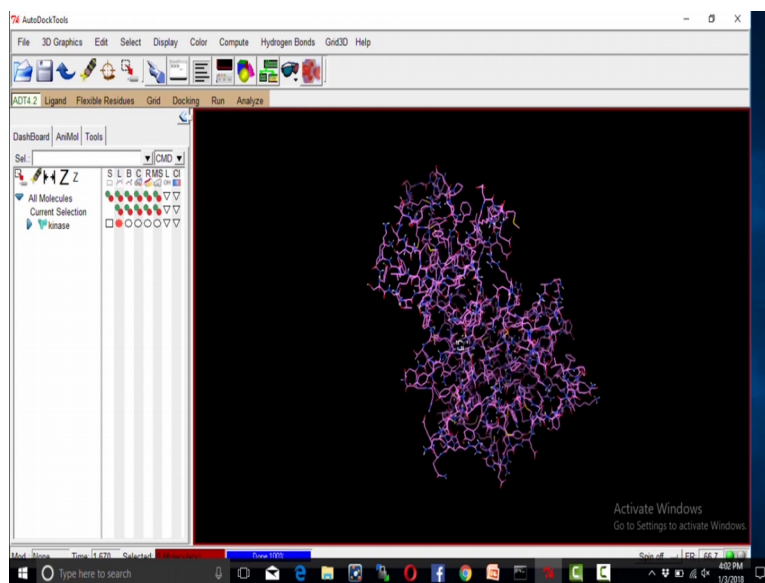 AutoDockTools
File 3D Graphics Edit Select Display Color Compute Hydrogen Bonds Grid3D Help
ADT4.2 Ligand Flexible Residues Grid Docking Run Analyze
DashBoard AniMol Tools
Sel.: CMD
S L B C R MS L Cl
All Molecules
Current Selection
kinase
Activate Windows
Go to Settings to activate Windows.
Mod.: None Time: 1.670 Selected: Done 100% Spin off FR: 66.7
Type here to search
4:02 PM
1/3/2018